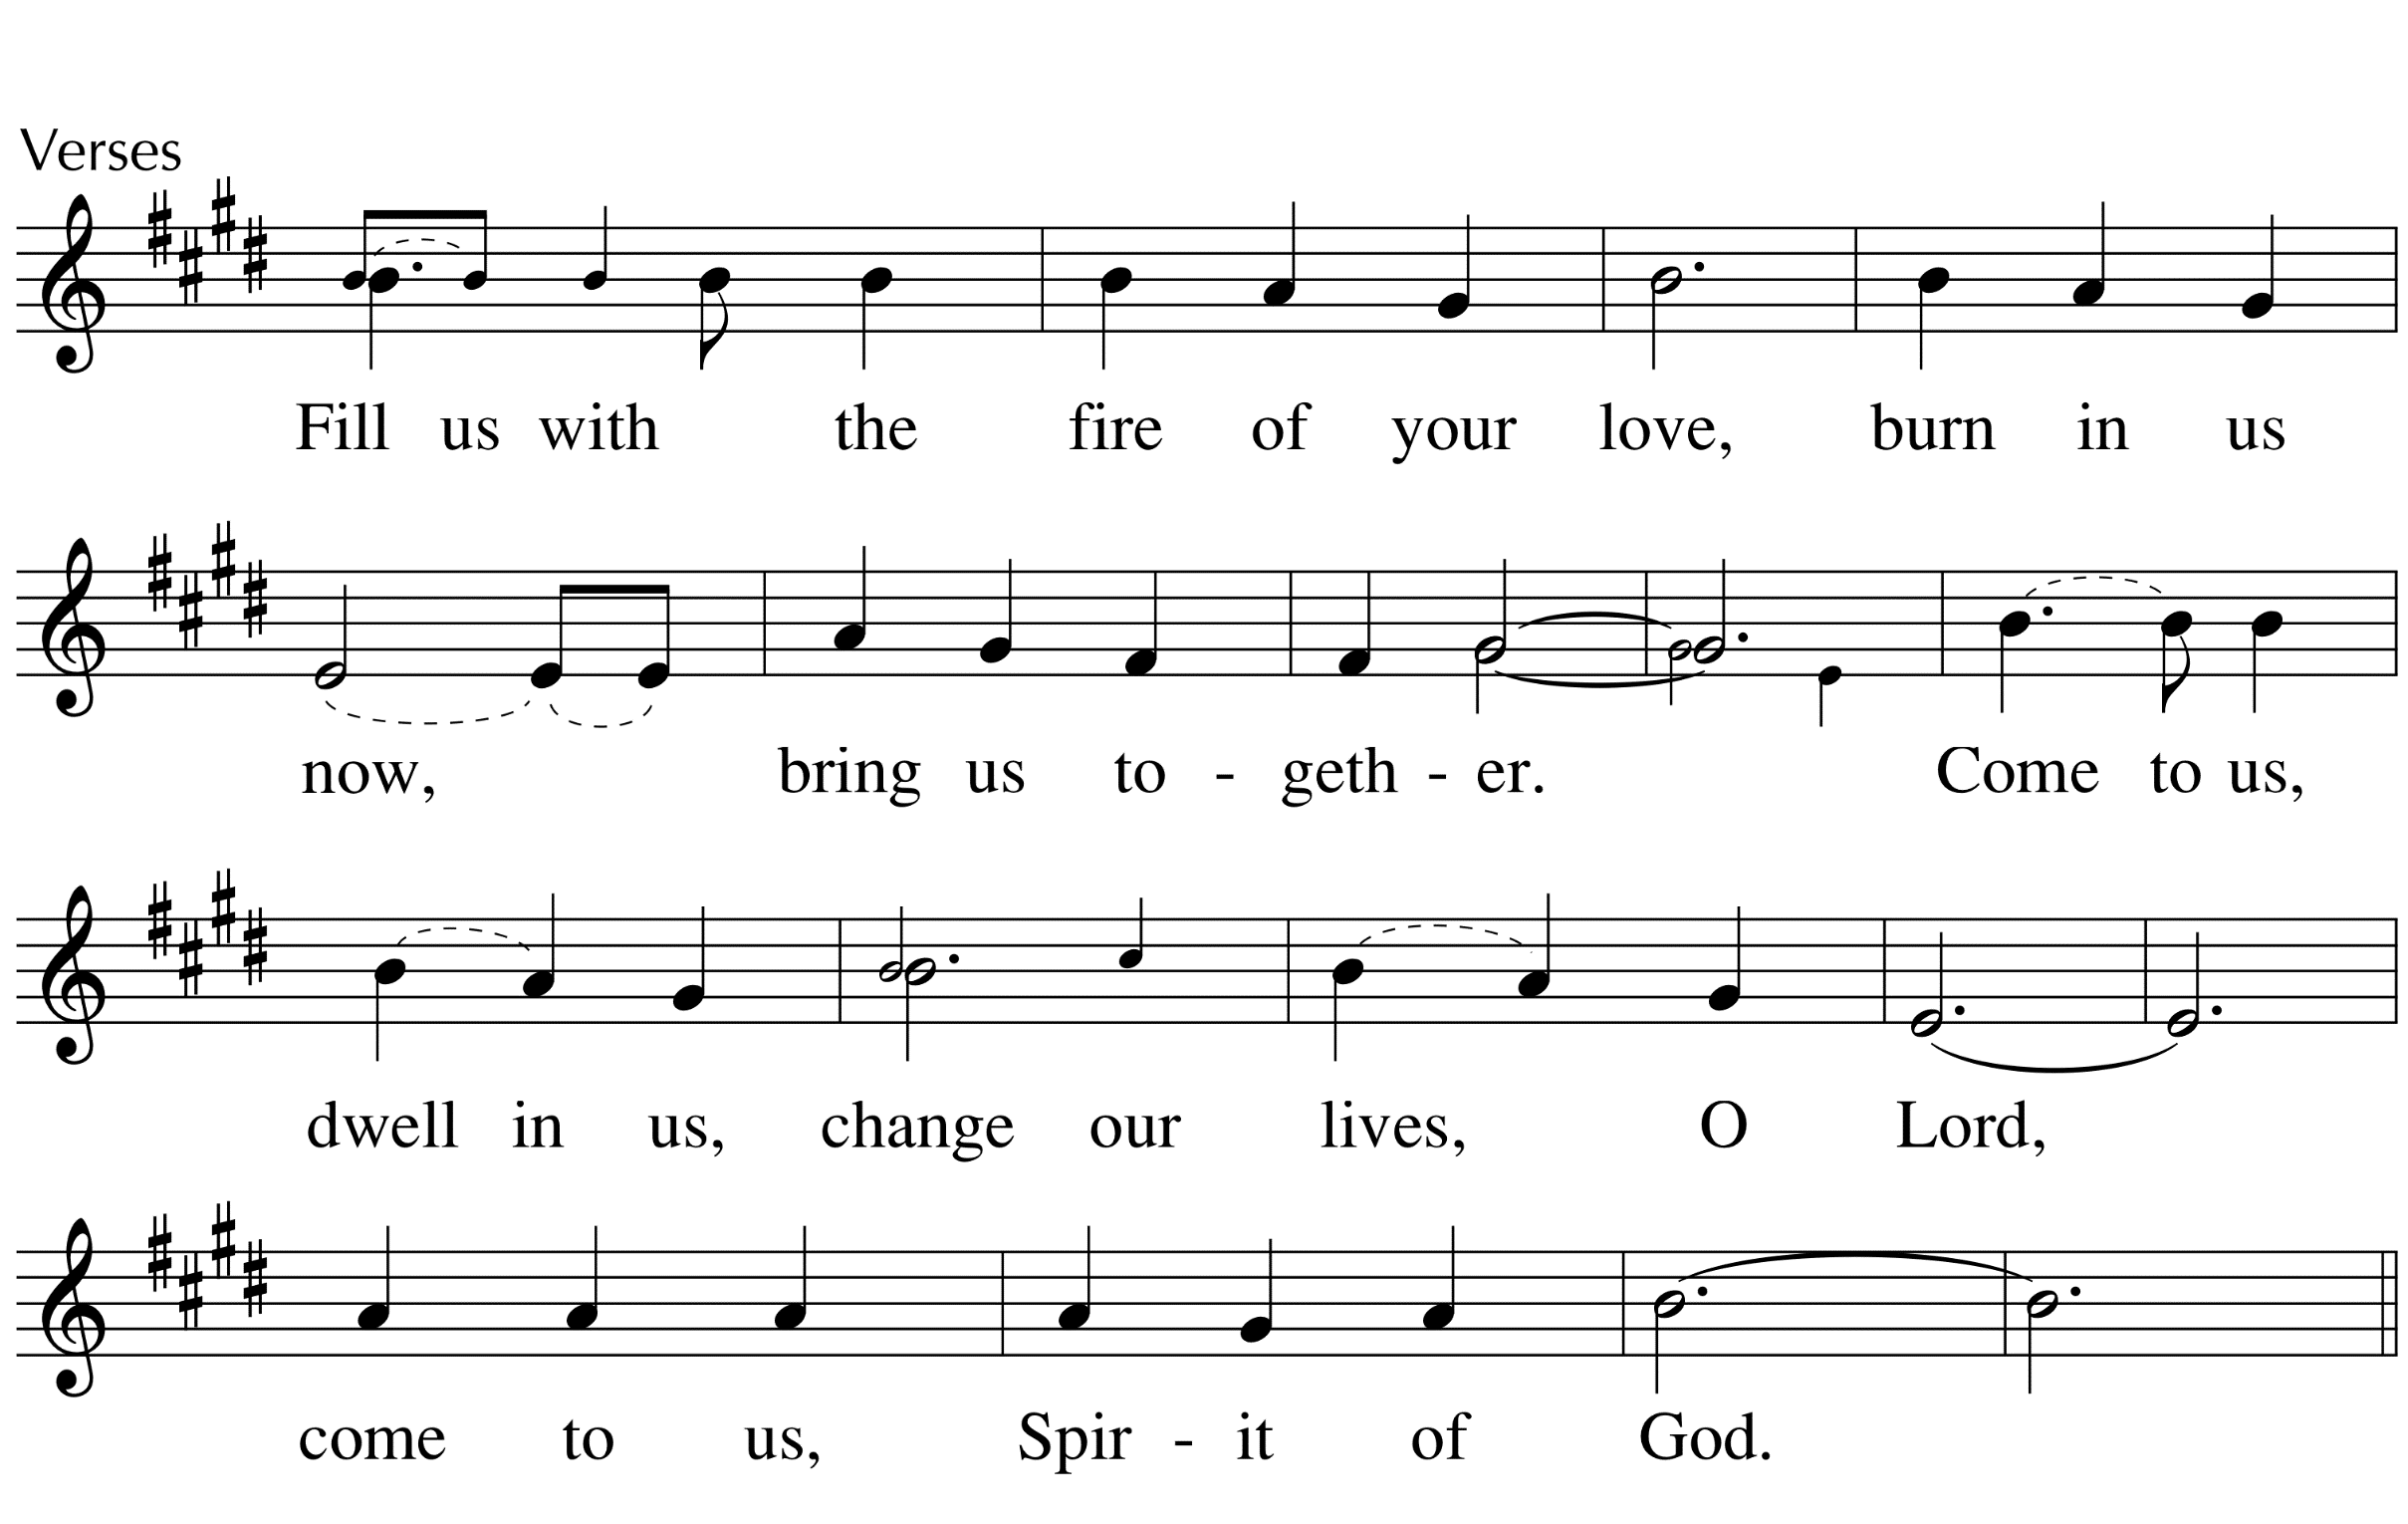 Verses
Fill us with the fire of your love, burn in us
now, bring us to - geth - er. Come to us,
dwell in us, change our lives, O Lord,
come to us, Spir - it of God.